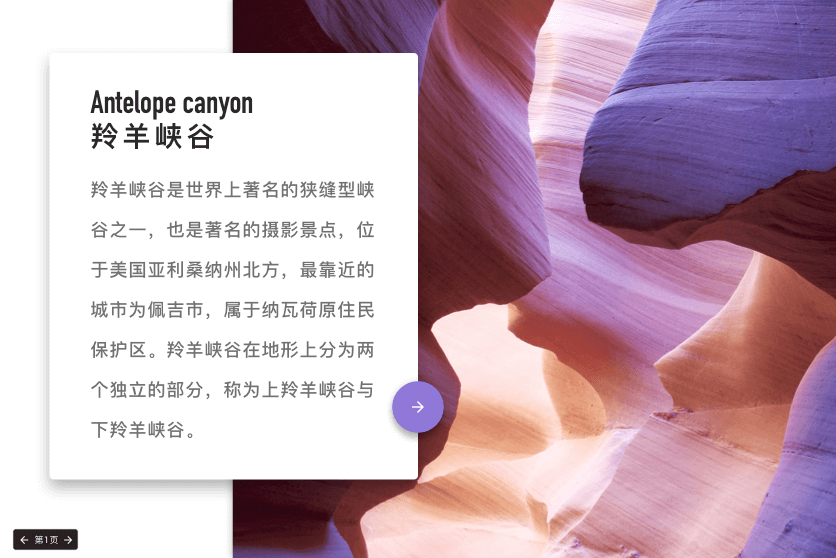 Antelope canyon
羚羊峡谷
羚羊峡谷是世界上著名的狭缝型峡
谷之一，也是著名的摄影景点，位
于美国亚利桑纳州北方，最靠近的
城市为佩吉市，属于纳瓦荷原住民
保护区。羚羊峡谷在地形上分为两
个独立的部分，称为上羚羊峡谷与
下羚羊峡谷。
第1页